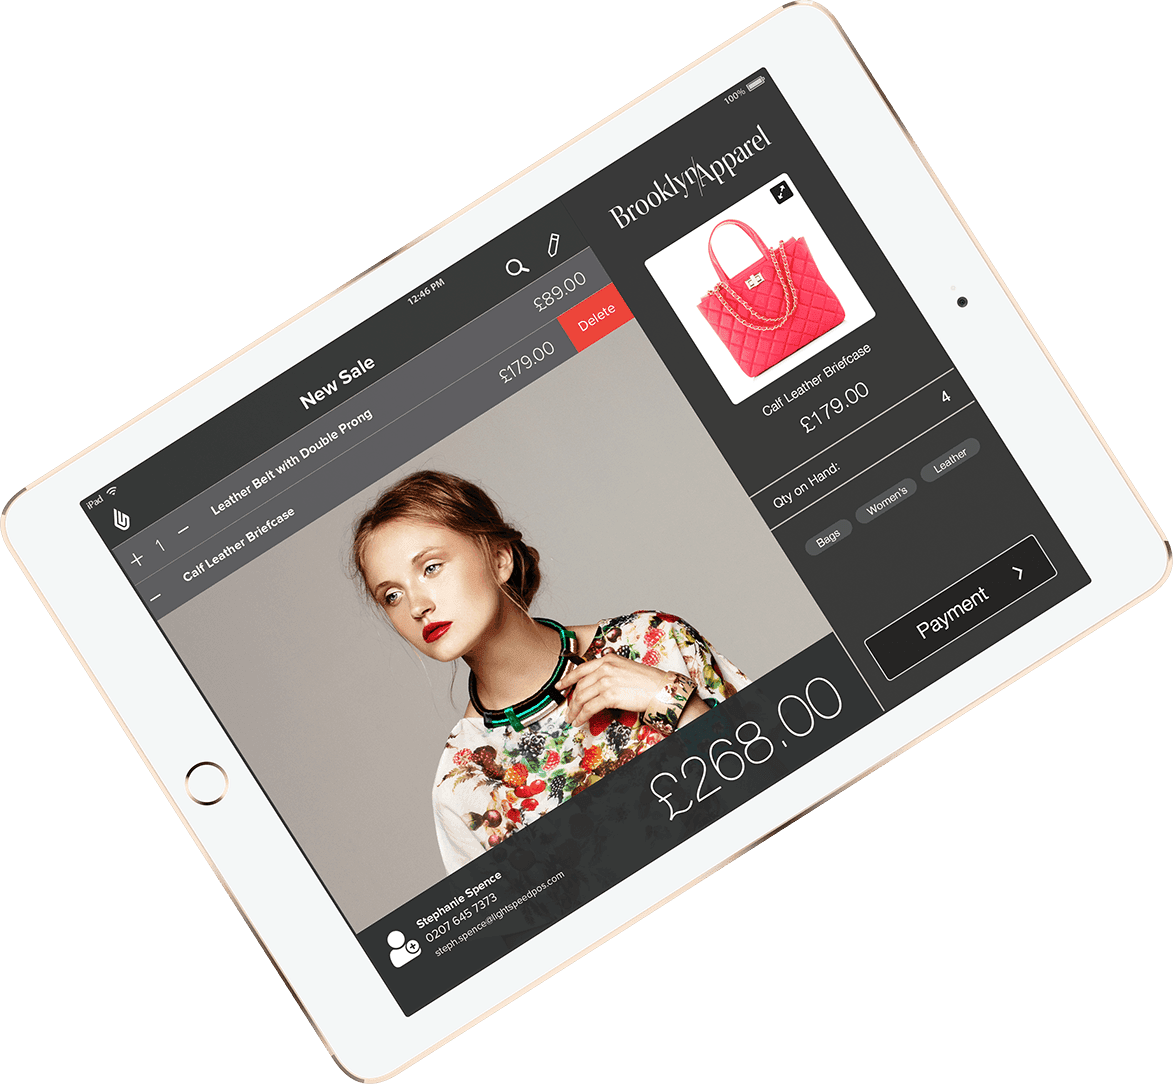 iPad
12:46 PM
100%
New Sale
+ 1 − Leather Belt with Double Prong £89.00
− Calf Leather Briefcase £179.00 Delete
Stephanie Spence
0207 645 7373
steph.spence@lightspeedpos.com
£268.00
Brooklyn/Apparel
Calf Leather Briefcase
£179.00
Qty on Hand: 4
Bags Women's Leather
Payment